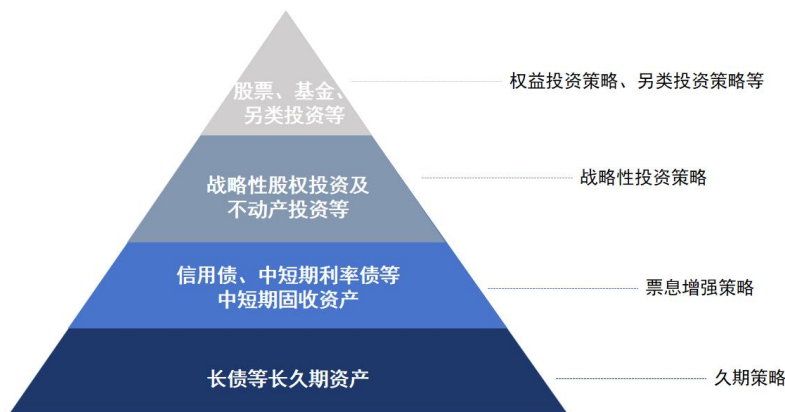 股票、基金、
另类投资等
权益投资策略、另类投资策略等
战略性股权投资及
不动产投资等
战略性投资策略
信用债、中短期利率债等
中短期固收资产
票息增强策略
长债等长久期资产
久期策略